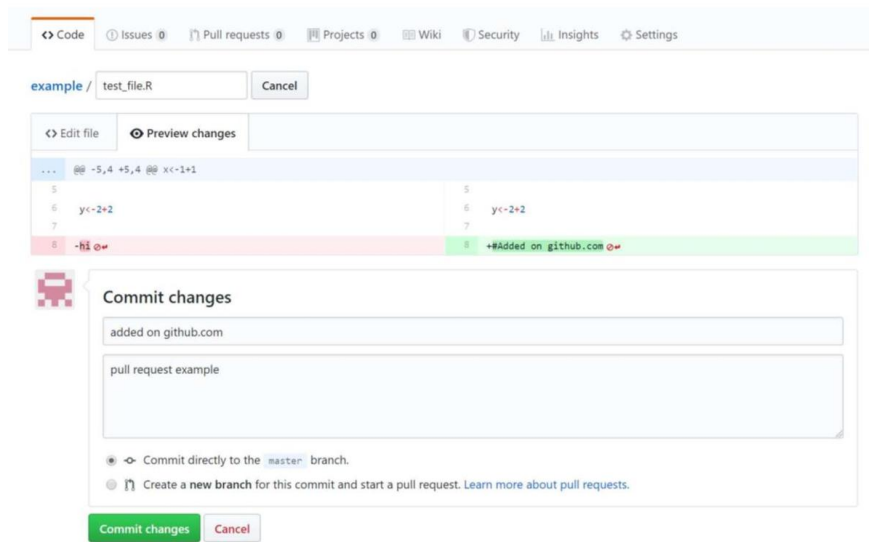 <> Code Issues 0 Pull requests 0 Projects 0 Wiki Security Insights Settings
example / test_file.R Cancel
<> Edit file Preview changes
... @@ -5,4 +5,4 @@ x<-1+1
5 5
6 y<-2+2 6 y<-2+2
7 7
8 -hi 8 +#Added on github.com
Commit changes
added on github.com
pull request example
Commit directly to the master branch.
Create a new branch for this commit and start a pull request. Learn more about pull requests.
Commit changes Cancel